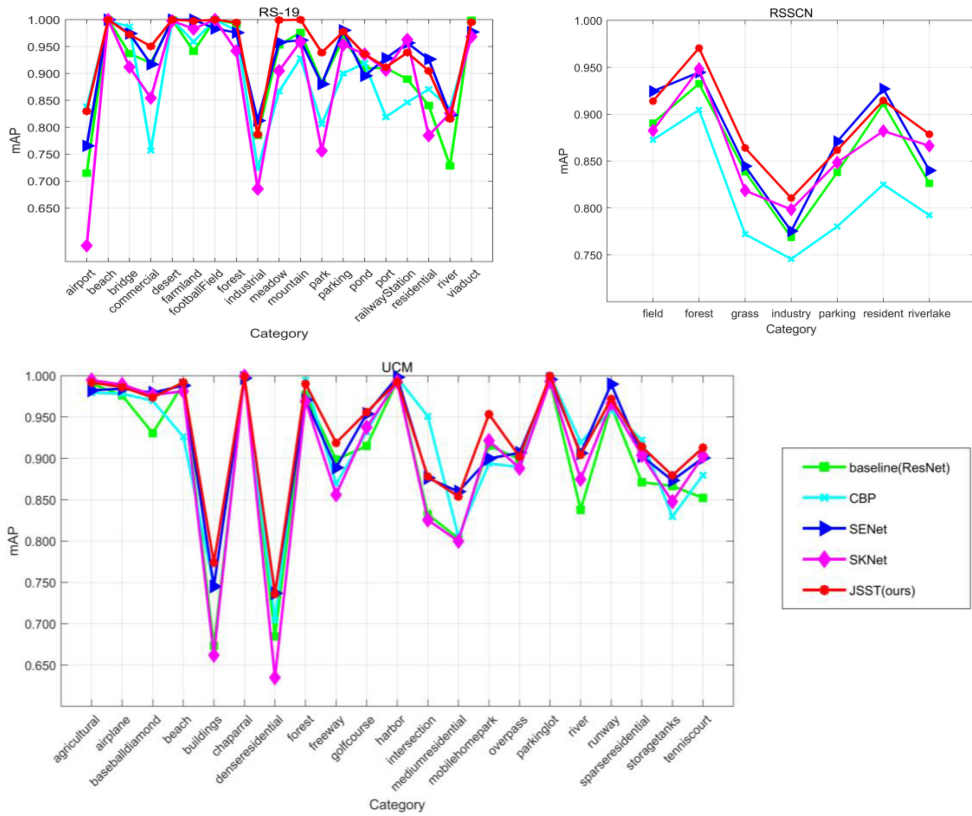 RS-19
1.000
0.950
0.900
0.850
0.800
0.750
0.700
0.650
mAP
airport
beach
bridge
commercial
desert
farmland
footballField
forest
industrial
meadow
mountain
park
parking
pond
port
railwayStation
residential
river
viaduct
Category
RSSCN
1.000
0.950
0.900
0.850
0.800
0.750
mAP
field
forest
grass
industry
parking
resident
riverlake
Category
UCM
1.000
0.950
0.900
0.850
0.800
0.750
0.700
0.650
mAP
agricultural
airplane
baseballdiamond
beach
buildings
chaparral
denseresidential
forest
freeway
golfcourse
harbor
intersection
mediumresidential
mobilehomepark
overpass
parkinglot
river
runway
sparseresidential
storagetanks
tenniscourt
Category
baseline(ResNet)
CBP
SENet
SKNet
JSST(ours)